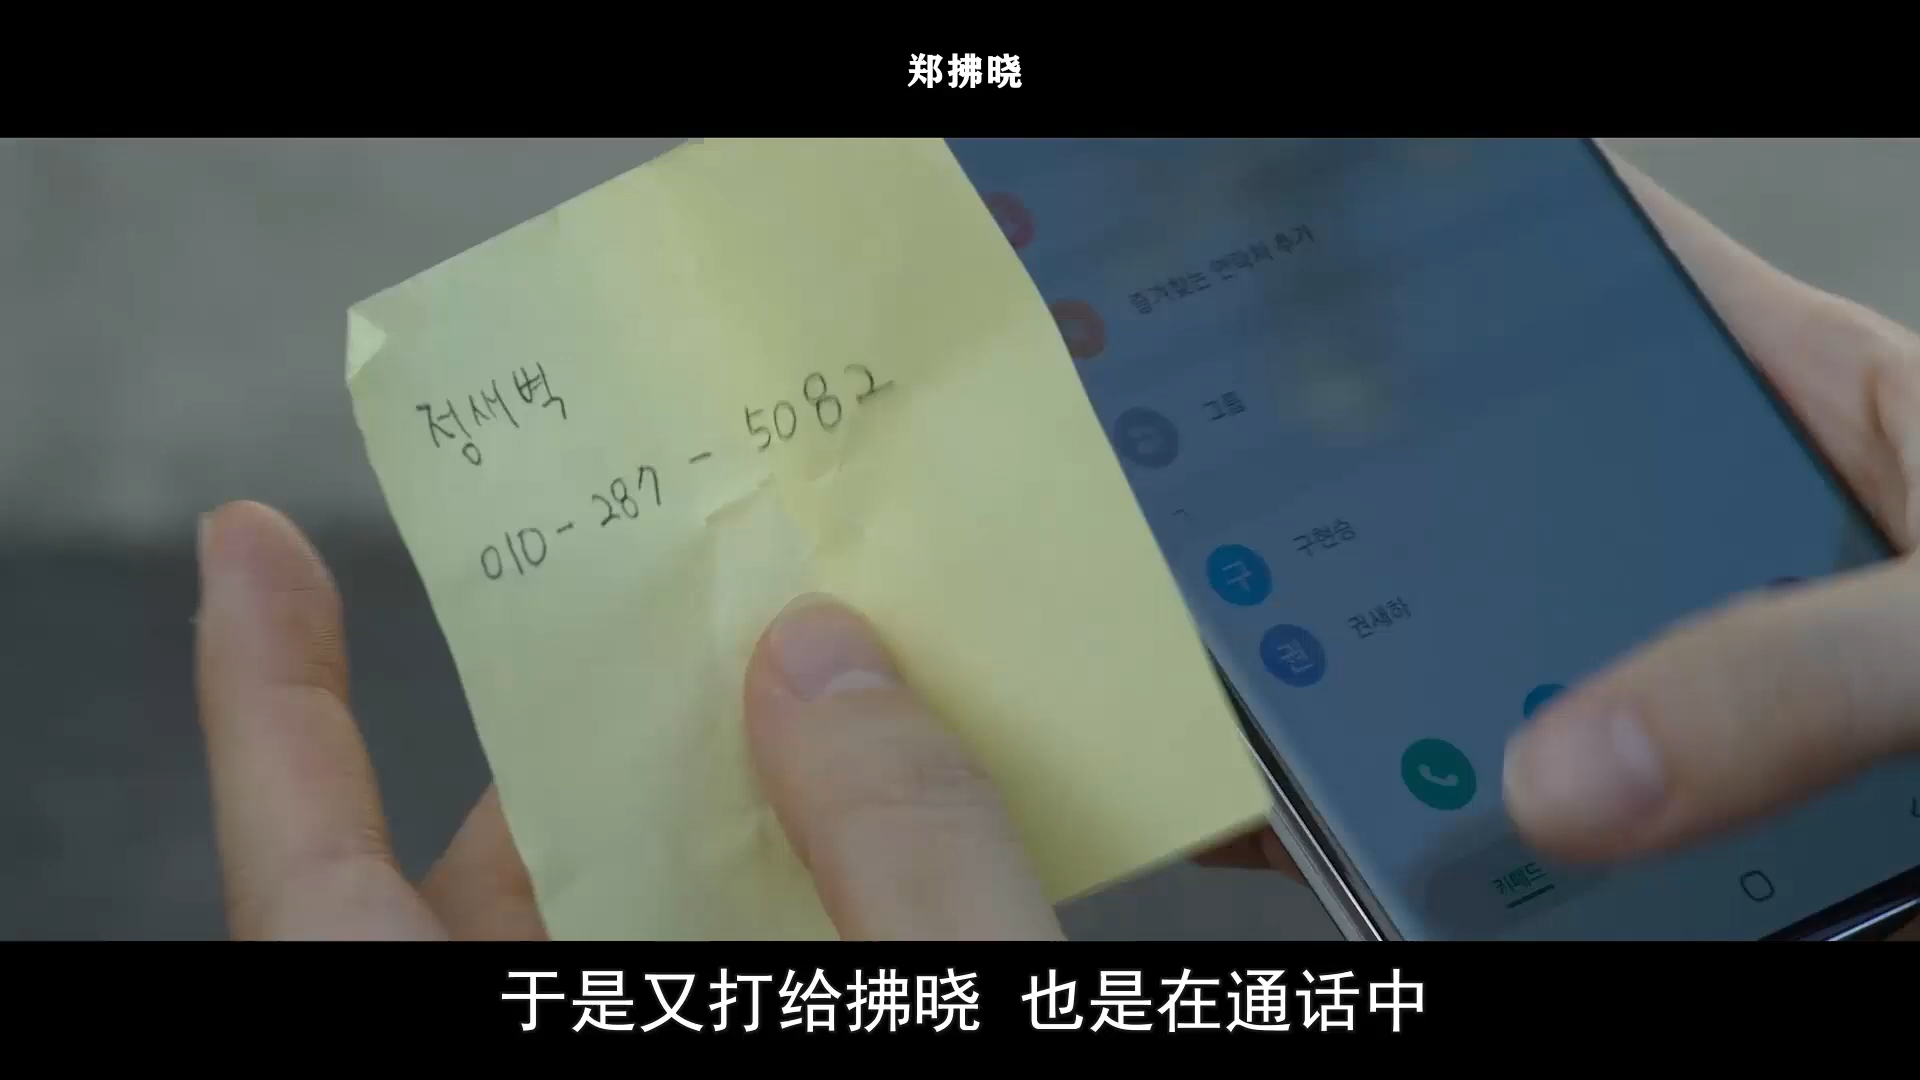 郑拂晓
정새벽
010-287-5082
즐겨찾는 연락처 추가
그룹
ㄱ
구 구현승
권 권새하
키패드
于是又打给拂晓 也是在通话中